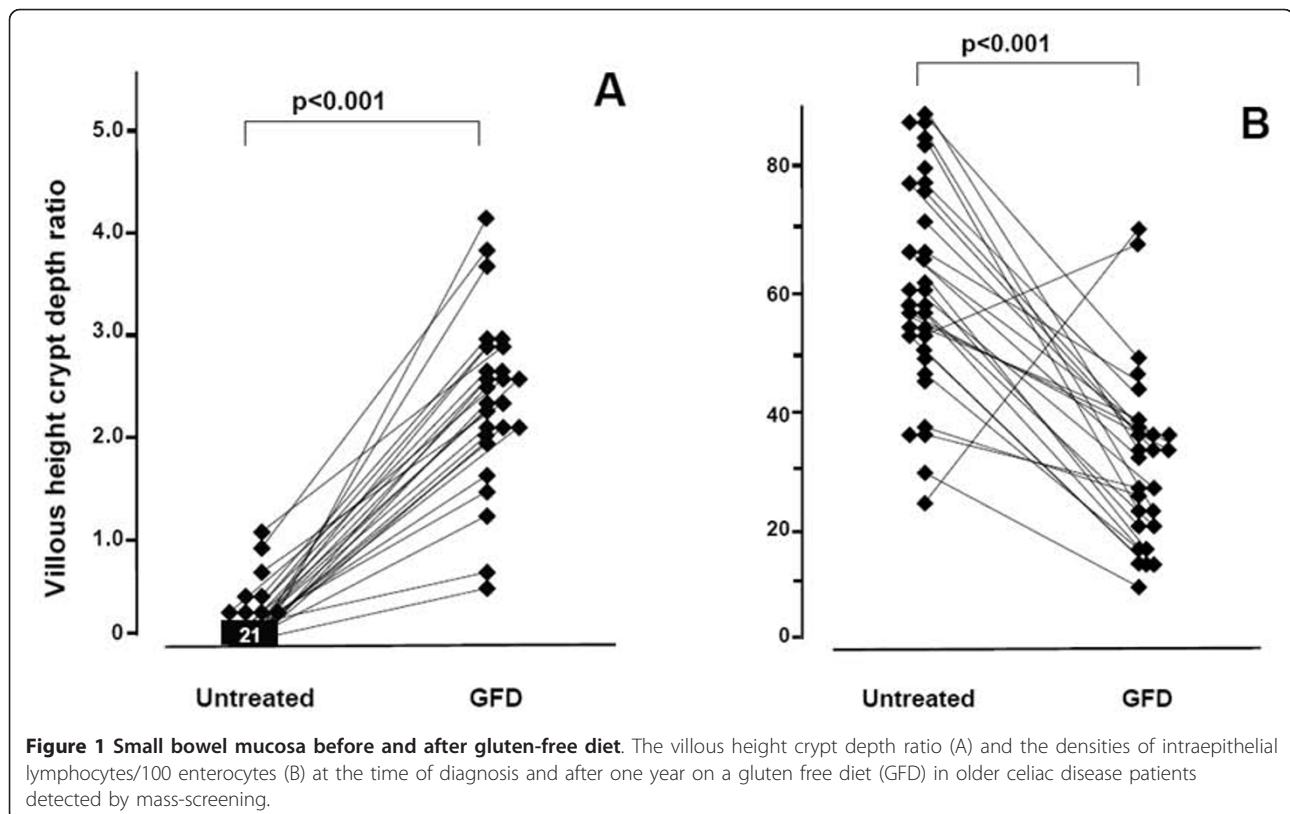 p<0.001
A
5.0
4.0
3.0
2.0
1.0
0
Villous height crypt depth ratio
21
Untreated
GFD
p<0.001
B
80
60
40
20
0
Untreated
GFD
Figure 1 Small bowel mucosa before and after gluten-free diet. The villous height crypt depth ratio (A) and the densities of intraepithelial
lymphocytes/100 enterocytes (B) at the time of diagnosis and after one year on a gluten free diet (GFD) in older celiac disease patients
detected by mass-screening.